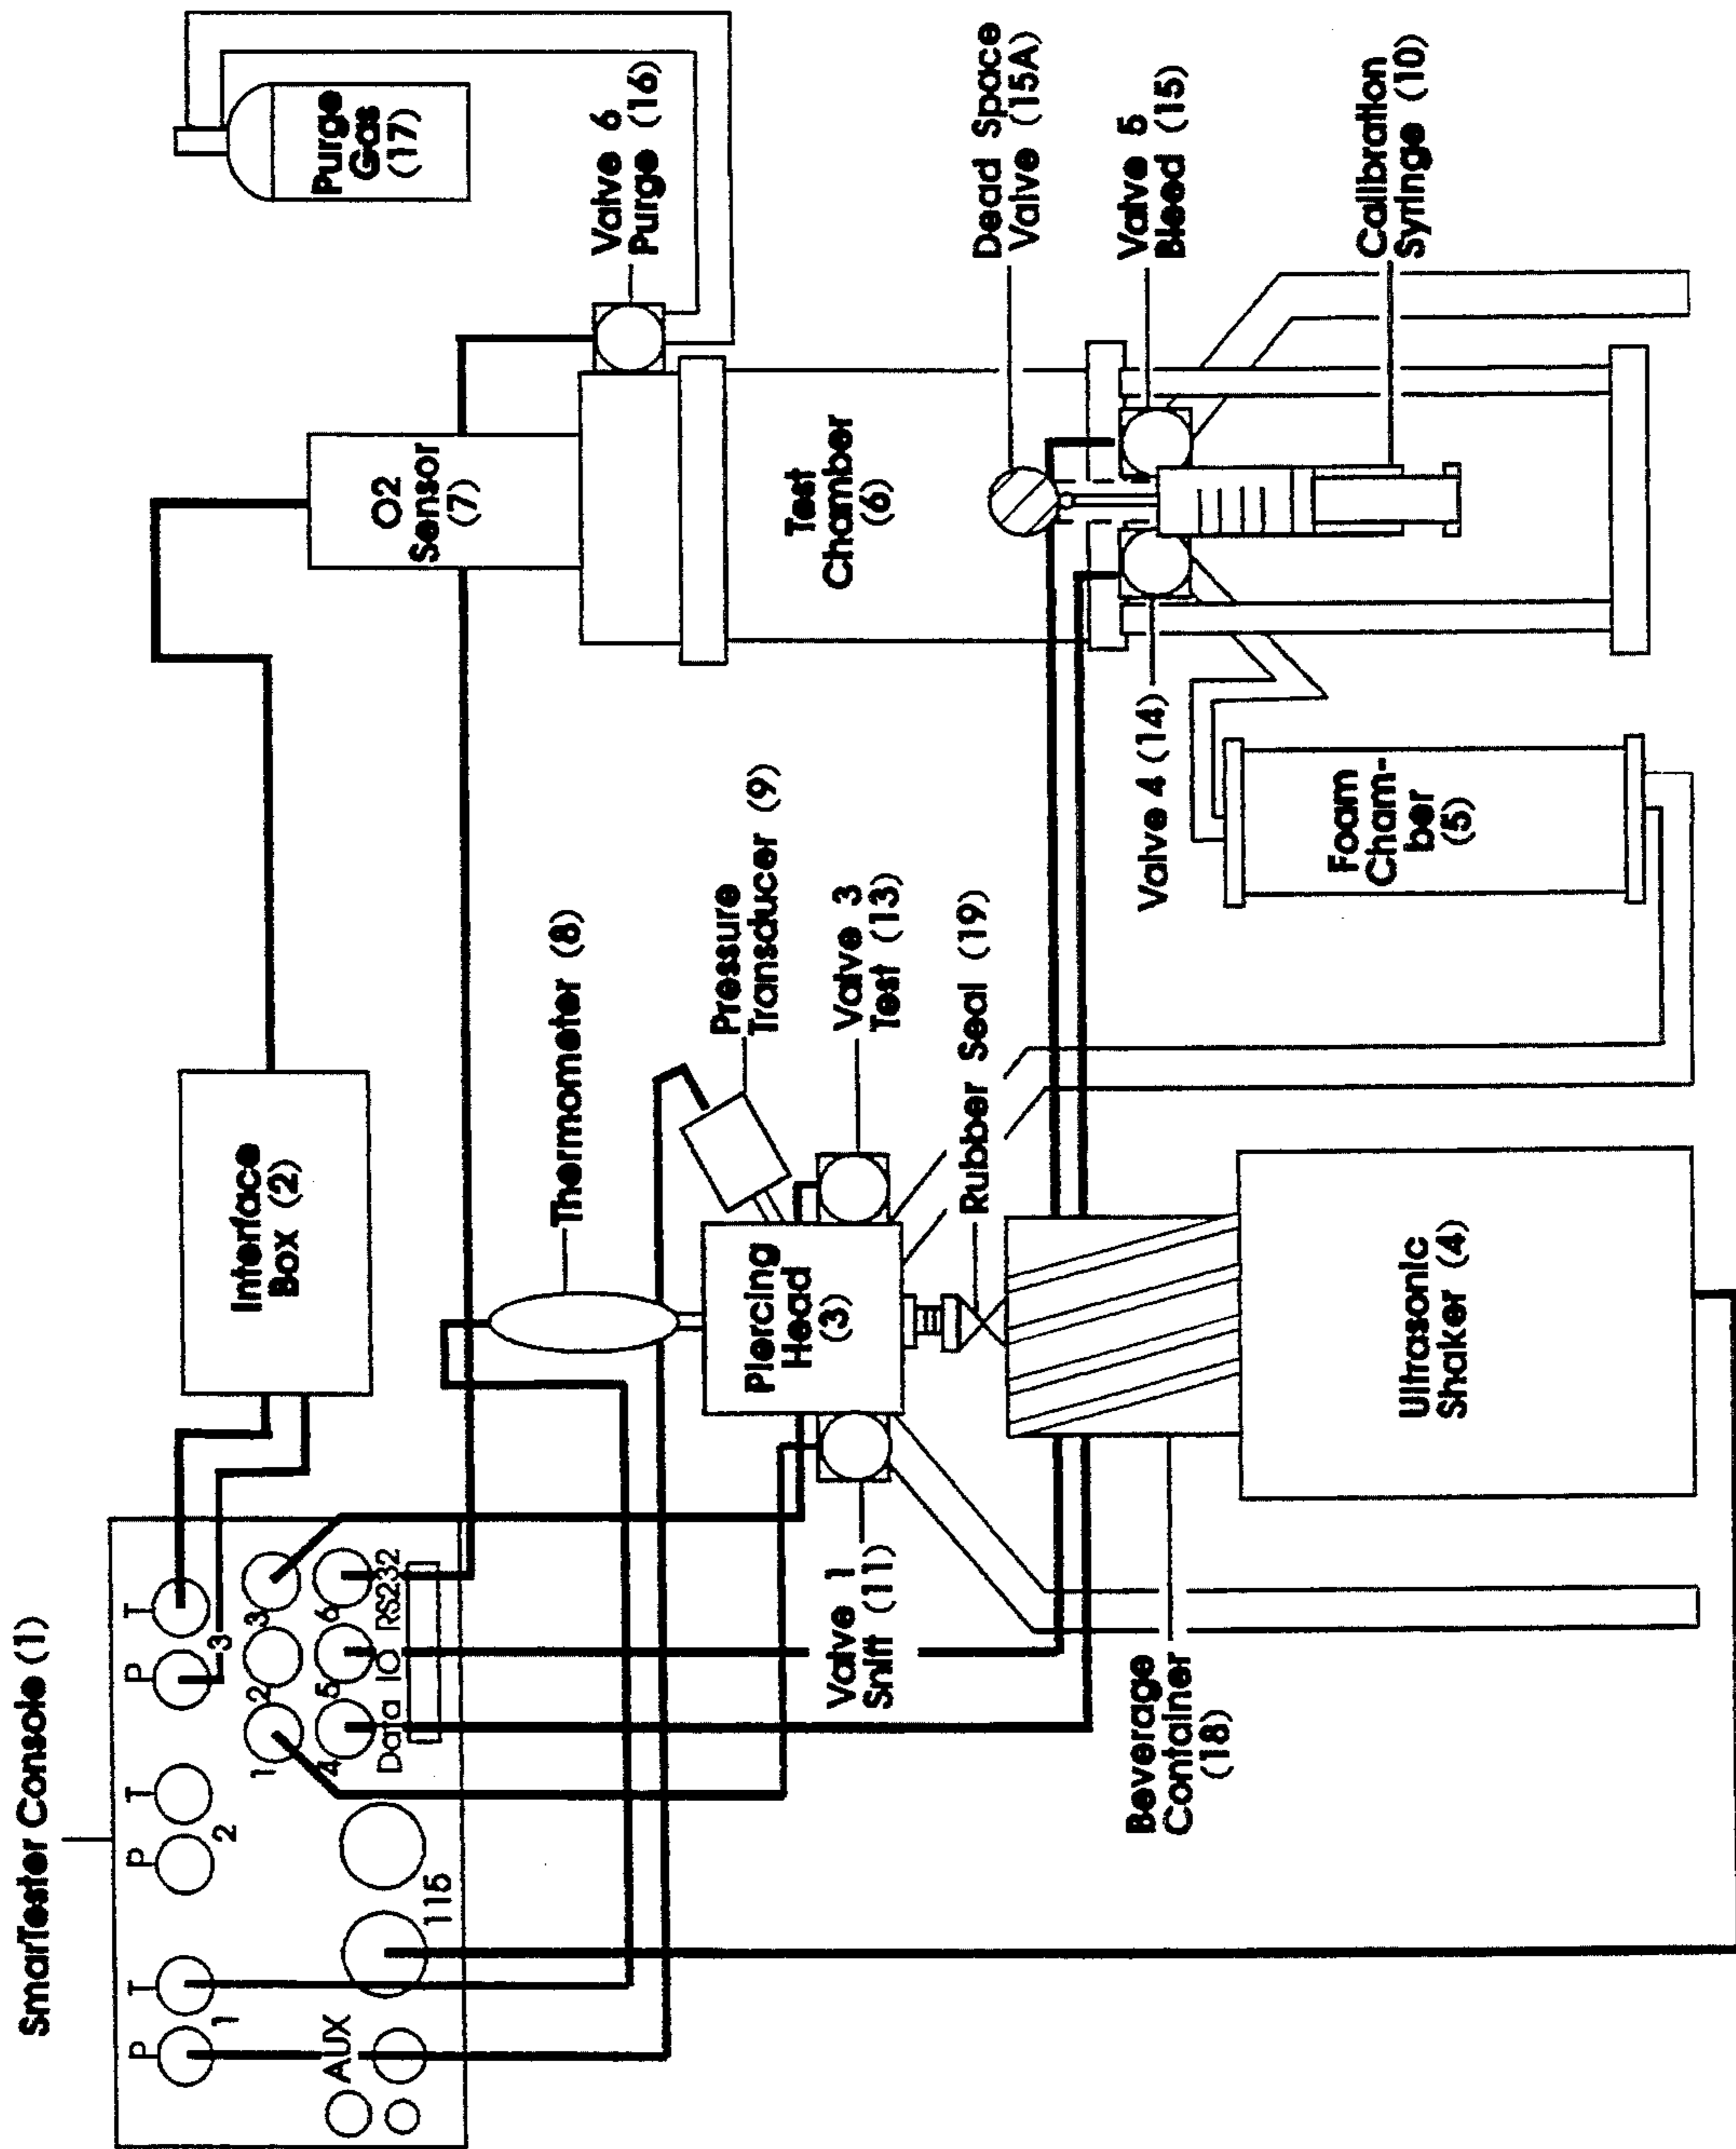 SmarTester Console (1)
P
T
1
P
T
2
P
T
3
AUX
115
1
2
3
4
5
6
Data IO RS232
Interface
Box (2)
O2
Sensor
(7)
Purge
Gas
(17)
Valve 6
Purge (16)
Thermometer (8)
Pressure
Transducer (9)
Piercing
Head
(3)
Valve 3
Test (13)
Valve 1
Sniff (11)
Rubber Seal (19)
Test
Chamber
(6)
Dead Space
Valve (15A)
Valve 5
Bleed (15)
Valve 4 (14)
Calibration
Syringe (10)
Beverage
Container
(18)
Ultrasonic
Shaker (4)
Foam
Cham-
ber
(5)